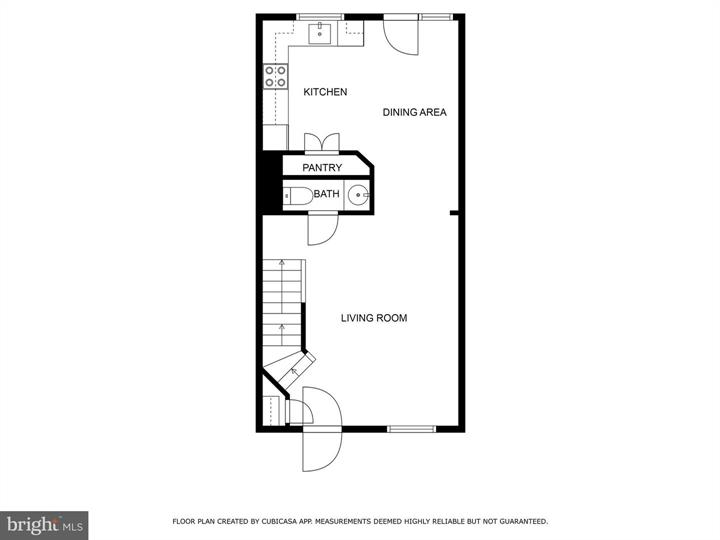 KITCHEN
DINING AREA
PANTRY
BATH
LIVING ROOM
FLOOR PLAN CREATED BY CUBICASA APP. MEASUREMENTS DEEMED HIGHLY RELIABLE BUT NOT GUARANTEED.
bright MLS